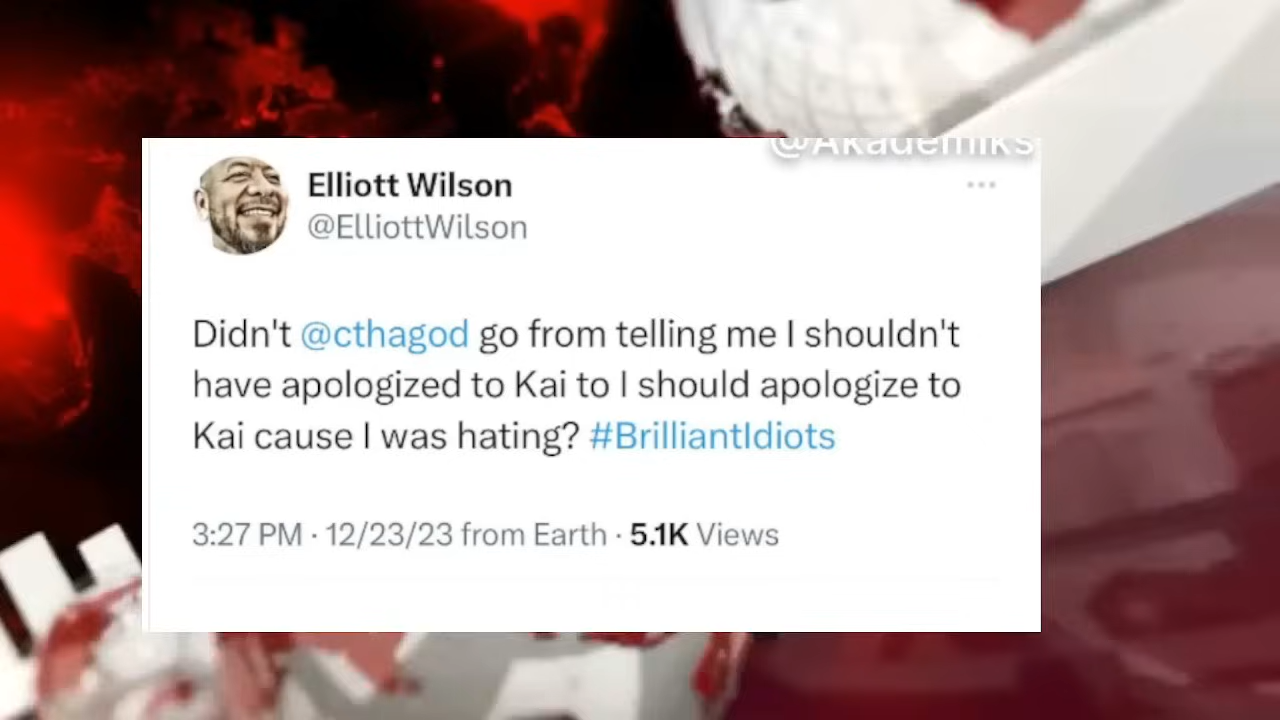 @Akademiks
Elliott Wilson
@ElliottWilson
Didn't @cthagod go from telling me I shouldn't
have apologized to Kai to I should apologize to
Kai cause I was hating? #BrilliantIdiots
3:27 PM · 12/23/23 from Earth · 5.1K Views